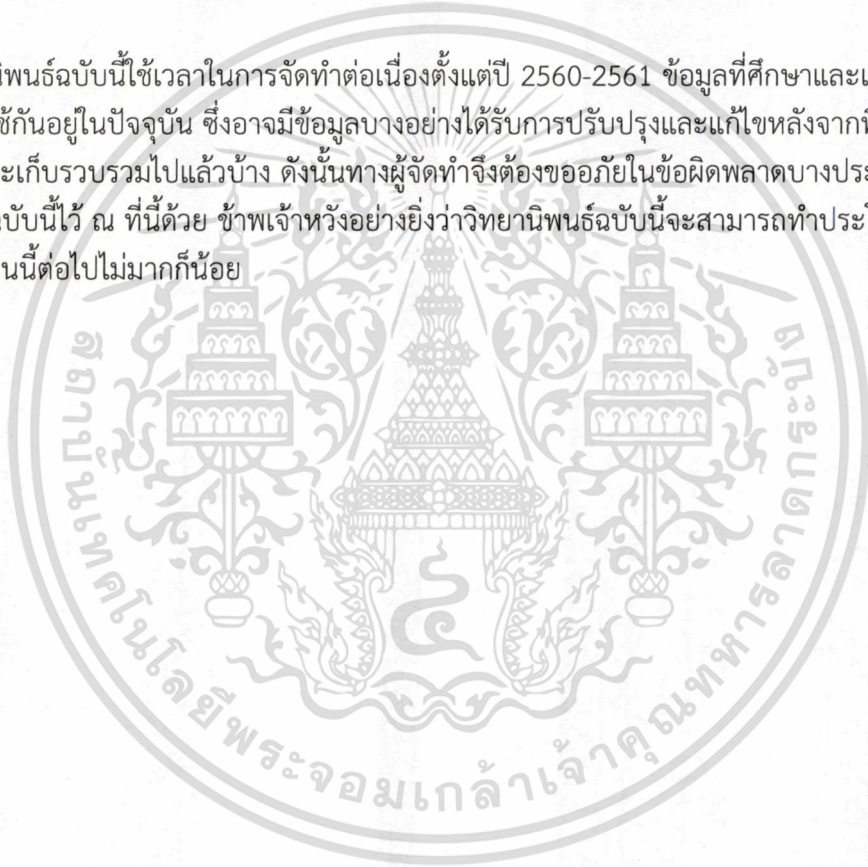 นิพนธ์ฉบับนี้ใช้เวลาในการจัดทำต่อเนื่องตั้งแต่ปี 2560-2561 ข้อมูลที่ศึกษาและเ
ช้กันอยู่ในปัจจุบัน ซึ่งอาจมีข้อมูลบางอย่างได้รับการปรับปรุงและแก้ไขหลังจากนี
ะเก็บรวบรวมไปแล้วบ้าง ดังนั้นทางผู้จัดทำจึงต้องขออภัยในข้อผิดพลาดบางประ
บับนี้ไว้ ณ ที่นี้ด้วย ข้าพเจ้าหวังอย่างยิ่งว่าวิทยานิพนธ์ฉบับนี้จะสามารถทำประโ
นนี้ต่อไปไม่มากก็น้อย
สถาบันเทคโนโลยีพระจอมเกล้าเจ้าคุณทหารลาดกระบัง
๔